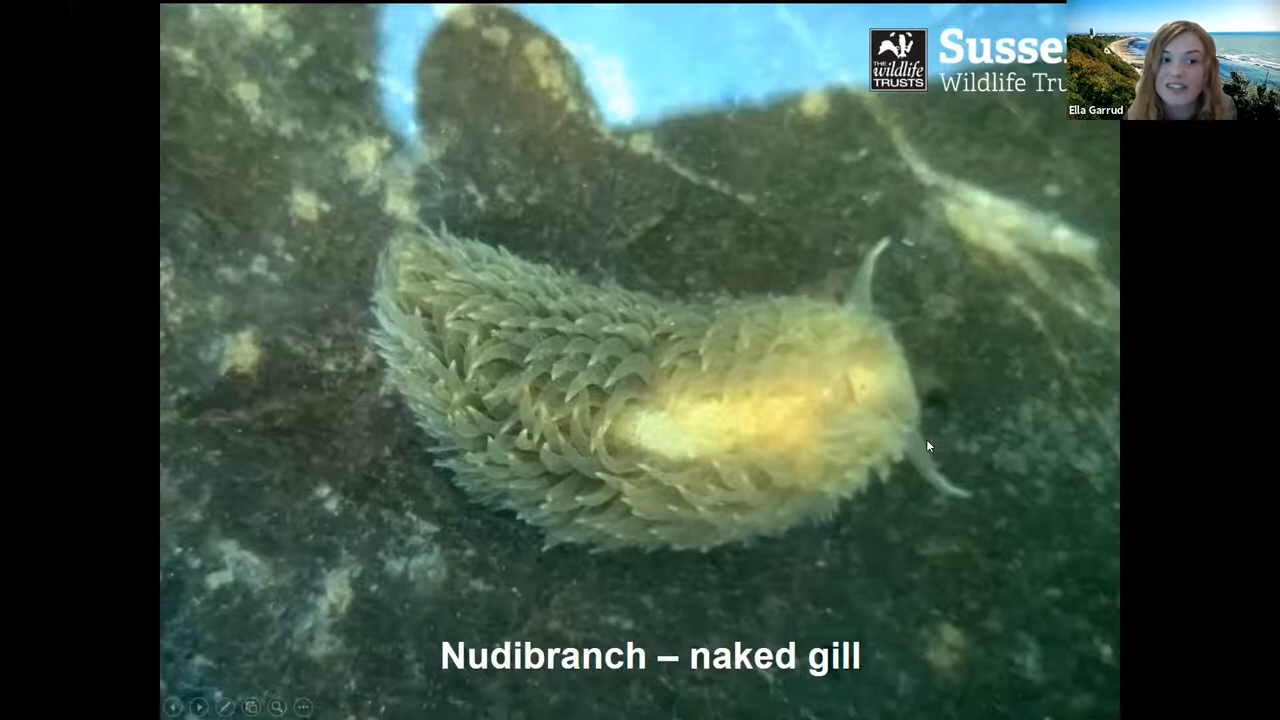 THE
wildlife
TRUSTS
Susse
Wildlife Tru
Ella Garrud
Nudibranch – naked gill